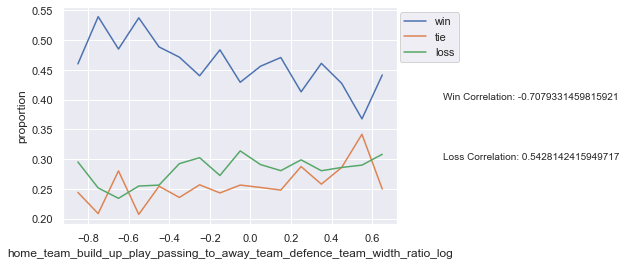 0.55
0.50
0.45
0.40
0.35
0.30
0.25
0.20
proportion
−0.8 −0.6 −0.4 −0.2 0.0 0.2 0.4 0.6
home_team_build_up_play_passing_to_away_team_defence_team_width_ratio_log
win
tie
loss
Win Correlation: -0.7079331459815921
Loss Correlation: 0.5428142415949717